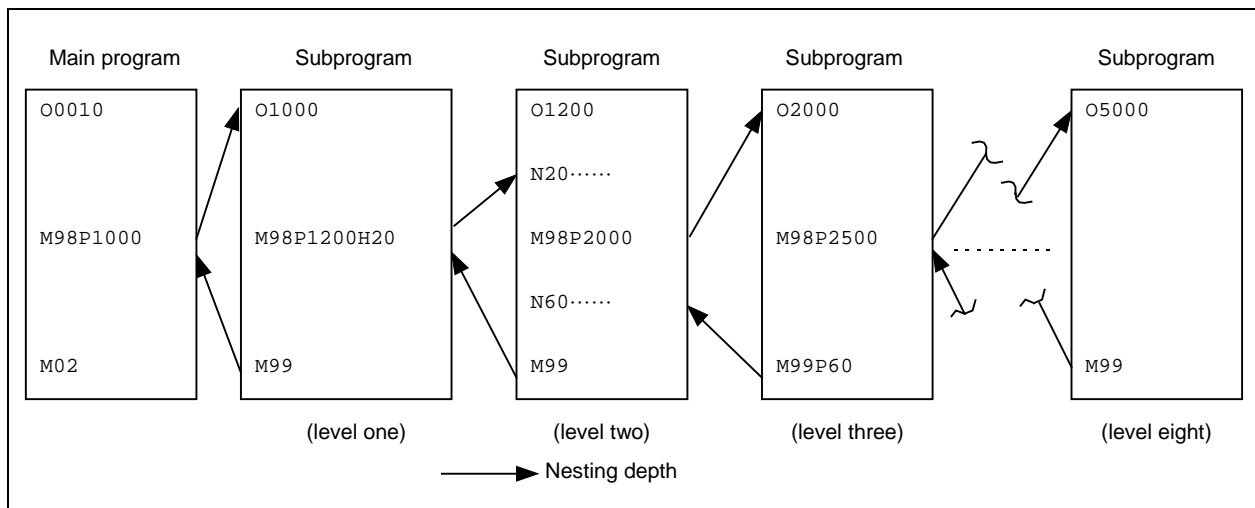 Main program
O0010
M98P1000
M02
Subprogram
O1000
M98P1200H20
M99
(level one)
Subprogram
O1200
N20······
M98P2000
N60······
M99
(level two)
Subprogram
O2000
M98P2500
M99P60
(level three)
Subprogram
O5000
M99
(level eight)
Nesting depth